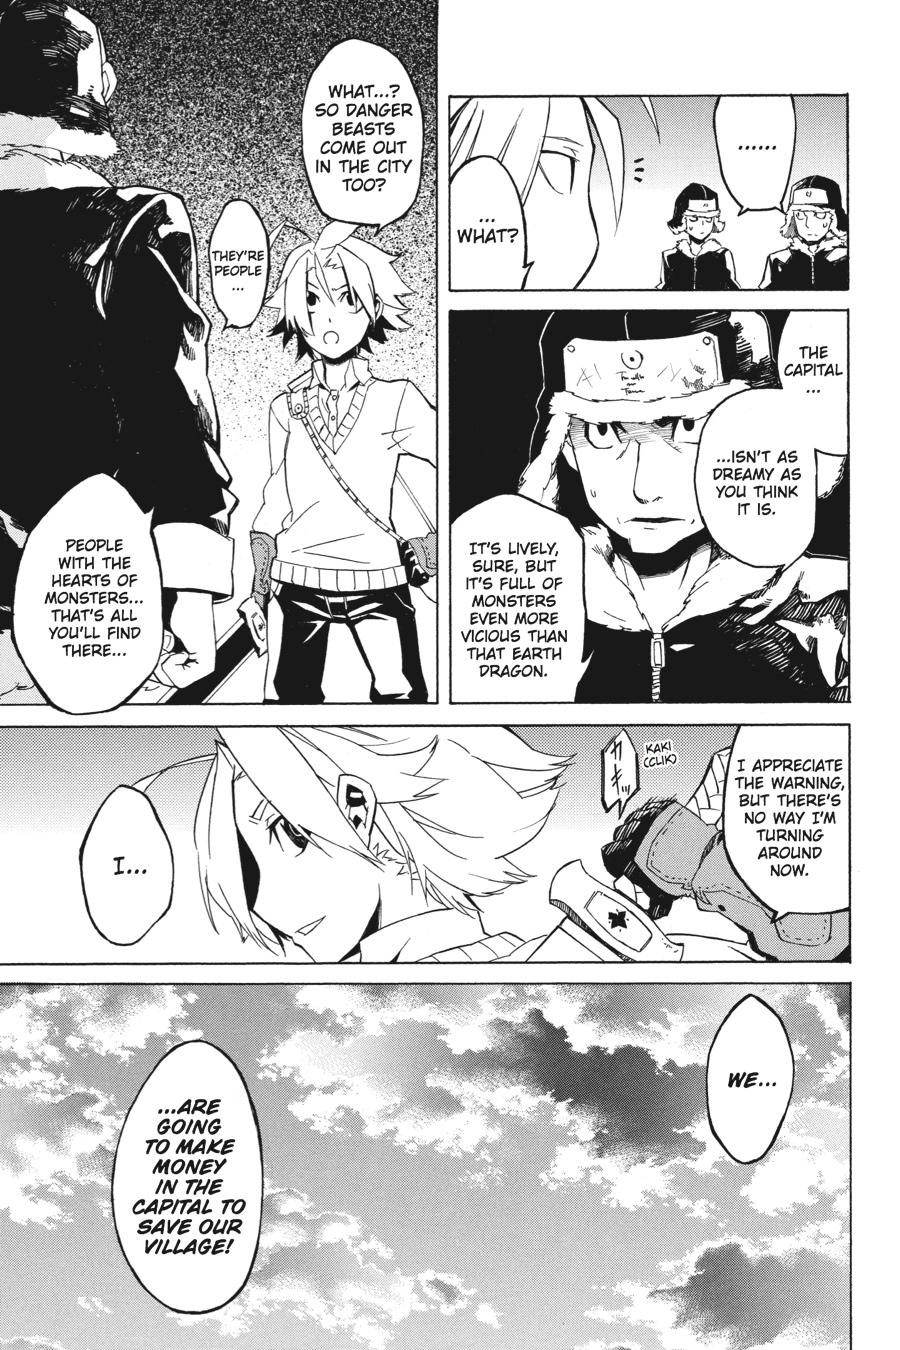 ......
...
WHAT?
THE
CAPITAL
...
...ISN'T AS
DREAMY AS
YOU THINK
IT IS.
IT'S LIVELY,
SURE, BUT
IT'S FULL OF
MONSTERS
EVEN MORE
VICIOUS THAN
THAT EARTH
DRAGON.
WHAT...?
SO DANGER
BEASTS
COME OUT
IN THE CITY
TOO?
THEY'RE
PEOPLE
...
PEOPLE
WITH THE
HEARTS OF
MONSTERS...
THAT'S ALL
YOU'LL FIND
THERE...
I APPRECIATE
THE WARNING,
BUT THERE'S
NO WAY I'M
TURNING
AROUND
NOW.
カキッ
KAKI
(CLIK)
I...
WE...
...ARE
GOING
TO MAKE
MONEY
IN THE
CAPITAL TO
SAVE OUR
VILLAGE!